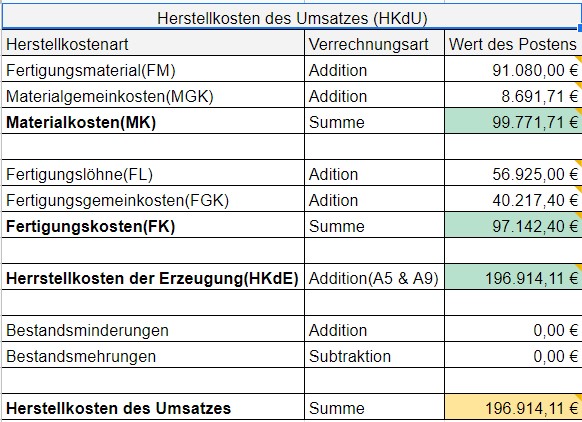 Herstellkosten des Umsatzes (HKdU)
Herstellkostenart Verrechnungsart Wert des Postens
Fertigungsmaterial(FM) Addition 91.080,00 €
Materialgemeinkosten(MGK) Addition 8.691,71 €
Materialkosten(MK) Summe 99.771,71 €
Fertigungslöhne(FL) Adition 56.925,00 €
Fertigungsgemeinkosten(FGK) Adition 40.217,40 €
Fertigungskosten(FK) Summe 97.142,40 €
Herrstellkosten der Erzeugung(HKdE) Addition(A5 & A9) 196.914,11 €
Bestandsminderungen Addition 0,00 €
Bestandsmehrungen Subtraktion 0,00 €
Herstellkosten des Umsatzes Summe 196.914,11 €